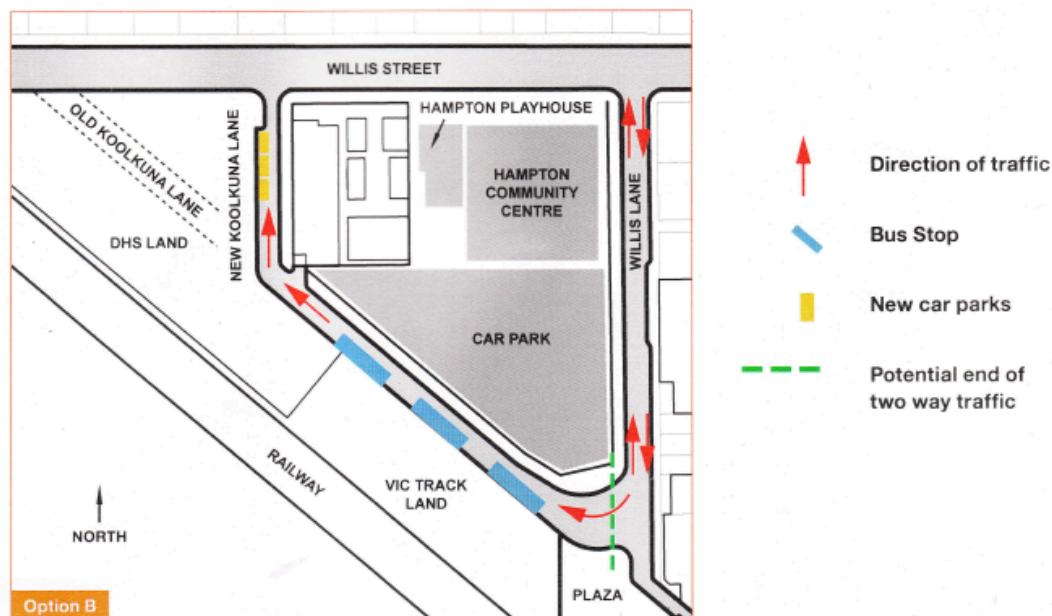 WILLIS STREET
OLD KOOLKUNA LANE
NEW KOOLKUNA LANE
HAMPTON PLAYHOUSE
HAMPTON
COMMUNITY
CENTRE
WILLIS LANE
DHS LAND
CAR PARK
RAILWAY
VIC TRACK
LAND
NORTH
PLAZA
Option B
Direction of traffic
Bus Stop
New car parks
Potential end of
two way traffic